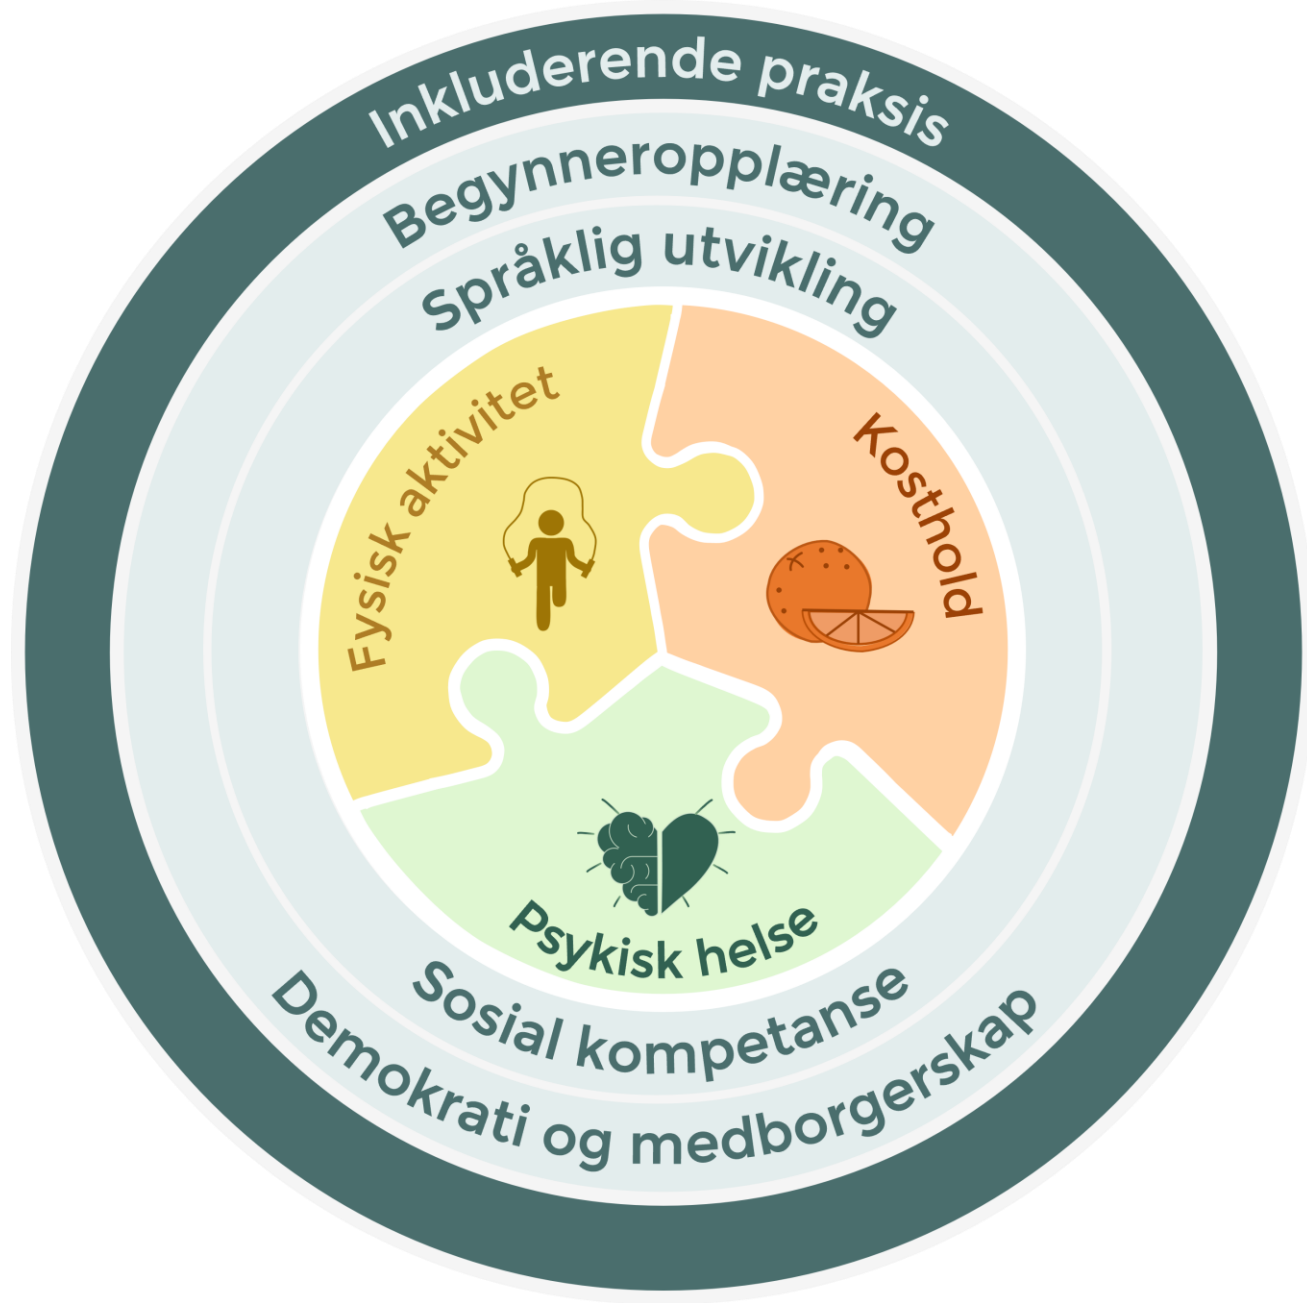 Inkluderende praksis
Begynneropplæring
Språklig utvikling
Fysisk aktivitet
Kosthold
Psykisk helse
Sosial kompetanse
Demokrati og medborgerskap